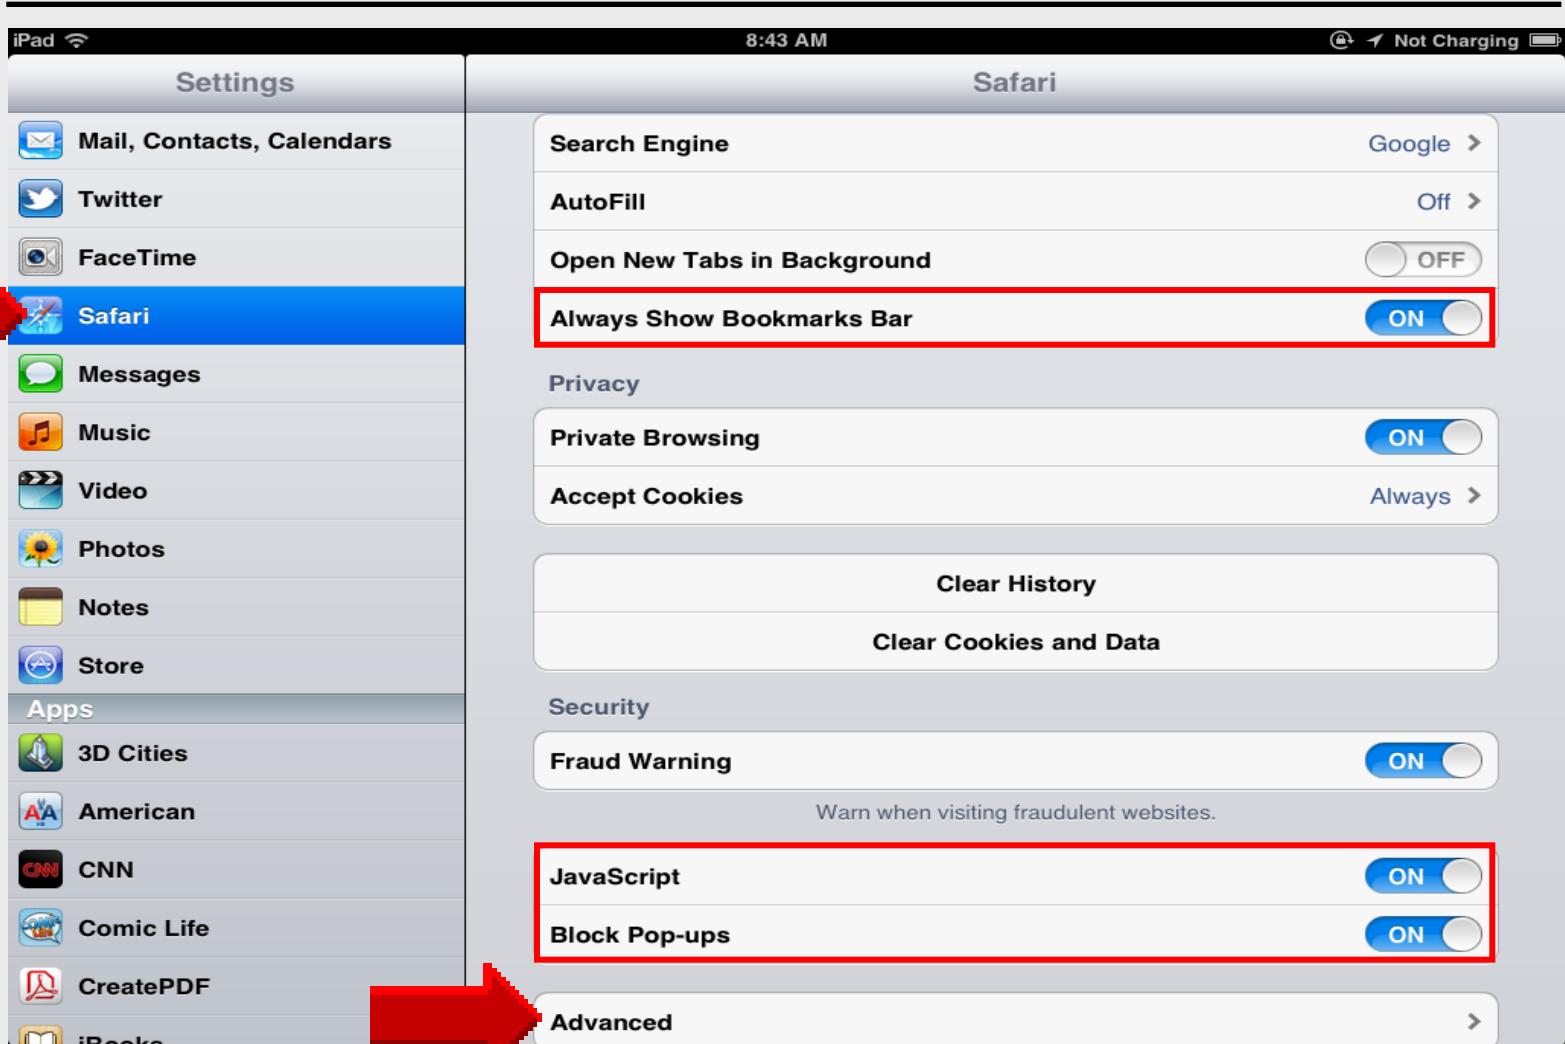 iPad 8:43 AM Not Charging
Settings
Safari
Mail, Contacts, Calendars
Twitter
FaceTime
Safari
Messages
Music
Video
Photos
Notes
Store
Apps
3D Cities
American
CNN
CNN
Comic Life
CreatePDF
iBooks
Search Engine Google
AutoFill Off
Open New Tabs in Background OFF
Always Show Bookmarks Bar ON
Privacy
Private Browsing ON
Accept Cookies Always
Clear History
Clear Cookies and Data
Security
Fraud Warning ON
Warn when visiting fraudulent websites.
JavaScript ON
Block Pop-ups ON
Advanced